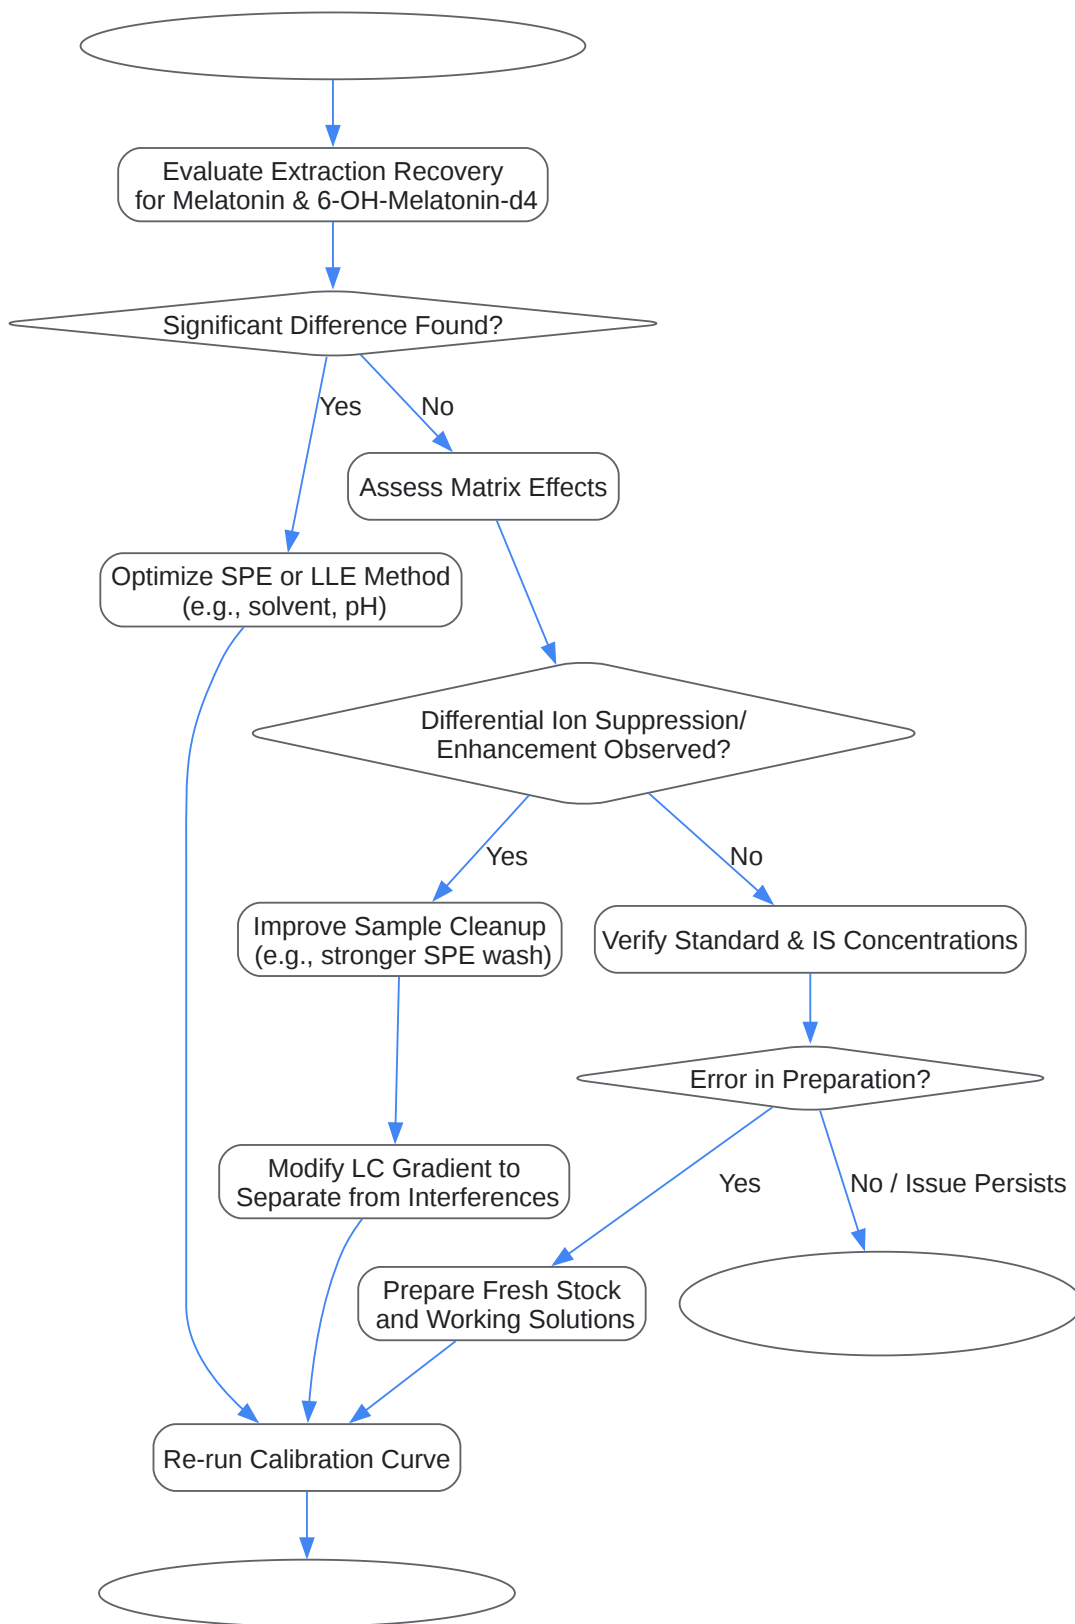 Evaluate Extraction Recovery
for Melatonin & 6-OH-Melatonin-d4
Significant Difference Found?
Yes
No
Assess Matrix Effects
Optimize SPE or LLE Method
(e.g., solvent, pH)
Differential Ion Suppression/
Enhancement Observed?
Yes
No
Improve Sample Cleanup
(e.g., stronger SPE wash)
Verify Standard & IS Concentrations
Error in Preparation?
Modify LC Gradient to
Separate from Interferences
Yes
No / Issue Persists
Prepare Fresh Stock
and Working Solutions
Re-run Calibration Curve